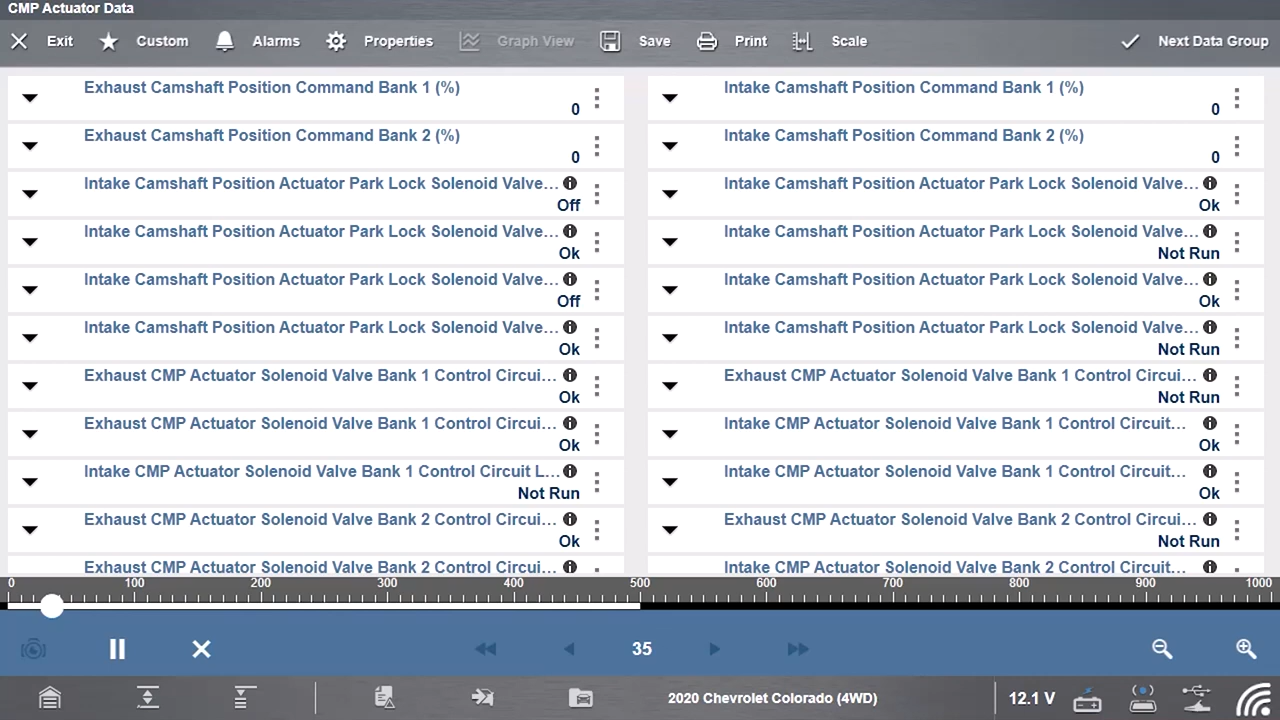 CMP Actuator Data
Exit
Custom
Alarms
Properties
Graph View
Save
Print
Scale
Next Data Group
Exhaust Camshaft Position Command Bank 1 (%)
0
Intake Camshaft Position Command Bank 1 (%)
0
Exhaust Camshaft Position Command Bank 2 (%)
0
Intake Camshaft Position Command Bank 2 (%)
0
Intake Camshaft Position Actuator Park Lock Solenoid Valve...
Off
Intake Camshaft Position Actuator Park Lock Solenoid Valve...
Ok
Intake Camshaft Position Actuator Park Lock Solenoid Valve...
Ok
Intake Camshaft Position Actuator Park Lock Solenoid Valve...
Not Run
Intake Camshaft Position Actuator Park Lock Solenoid Valve...
Off
Intake Camshaft Position Actuator Park Lock Solenoid Valve...
Ok
Intake Camshaft Position Actuator Park Lock Solenoid Valve...
Ok
Intake Camshaft Position Actuator Park Lock Solenoid Valve...
Not Run
Exhaust CMP Actuator Solenoid Valve Bank 1 Control Circui...
Ok
Exhaust CMP Actuator Solenoid Valve Bank 1 Control Circui...
Not Run
Exhaust CMP Actuator Solenoid Valve Bank 1 Control Circui...
Ok
Intake CMP Actuator Solenoid Valve Bank 1 Control Circuit...
Ok
Intake CMP Actuator Solenoid Valve Bank 1 Control Circuit L...
Not Run
Intake CMP Actuator Solenoid Valve Bank 1 Control Circuit...
Ok
Exhaust CMP Actuator Solenoid Valve Bank 2 Control Circui...
Ok
Exhaust CMP Actuator Solenoid Valve Bank 2 Control Circui...
Not Run
Exhaust CMP Actuator Solenoid Valve Bank 2 Control Circui...
Intake CMP Actuator Solenoid Valve Bank 2 Control Circuit...
0 100 200 300 400 500 600 700 800 900 1000
35
2020 Chevrolet Colorado (4WD)
12.1 V